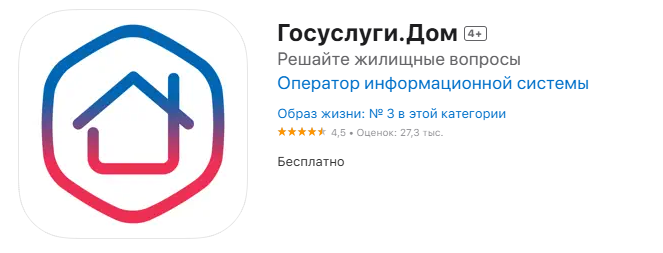 Госуслуги.Дом 4+
Решайте жилищные вопросы
Оператор информационной системы
Образ жизни: № 3 в этой категории
4,5 • Оценок: 27,3 тыс.
Бесплатно